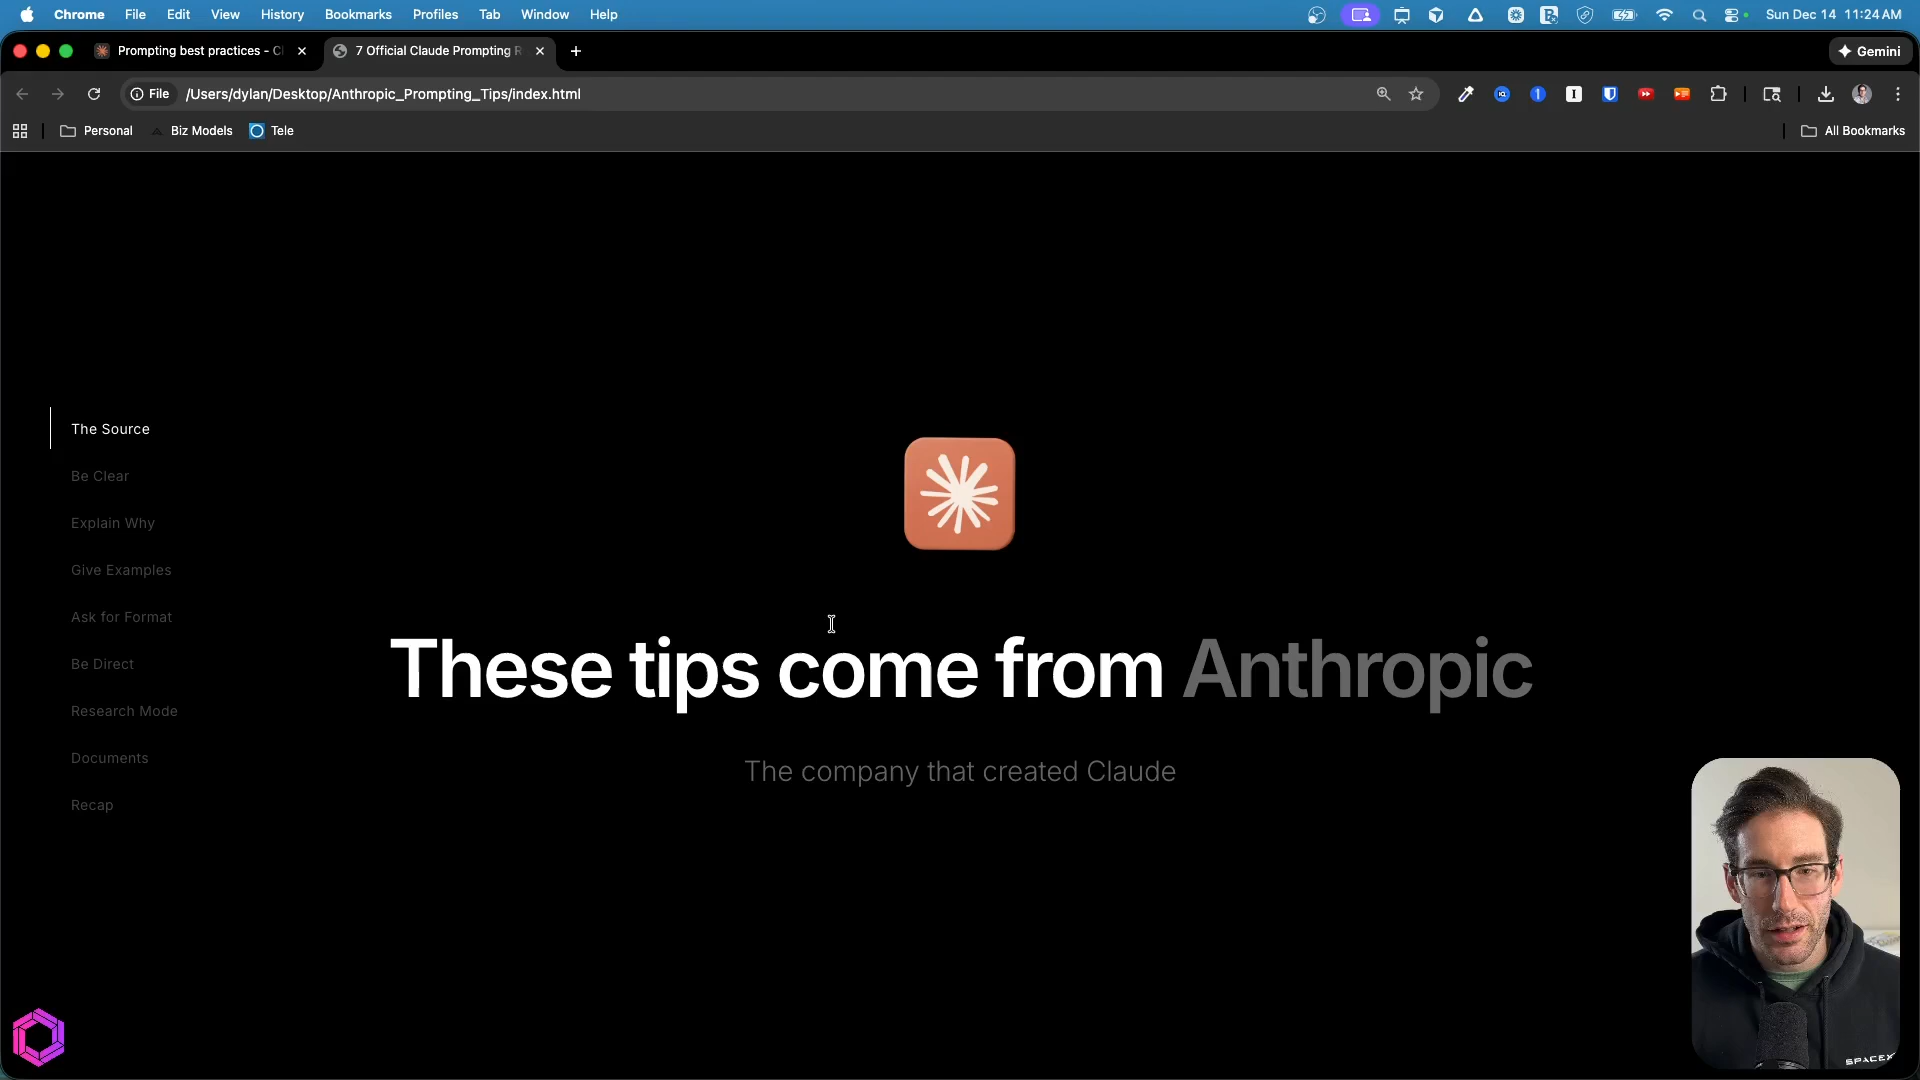 Chrome File Edit View History Bookmarks Profiles Tab Window Help Sun Dec 14 11:24 AM
Prompting best practices - Cl 7 Official Claude Prompting R Gemini
File /Users/dylan/Desktop/Anthropic_Prompting_Tips/index.html
Personal Biz Models Tele All Bookmarks
The Source
Be Clear
Explain Why
Give Examples
Ask for Format
Be Direct
Research Mode
Documents
Recap
These tips come from Anthropic
The company that created Claude
SPACEX